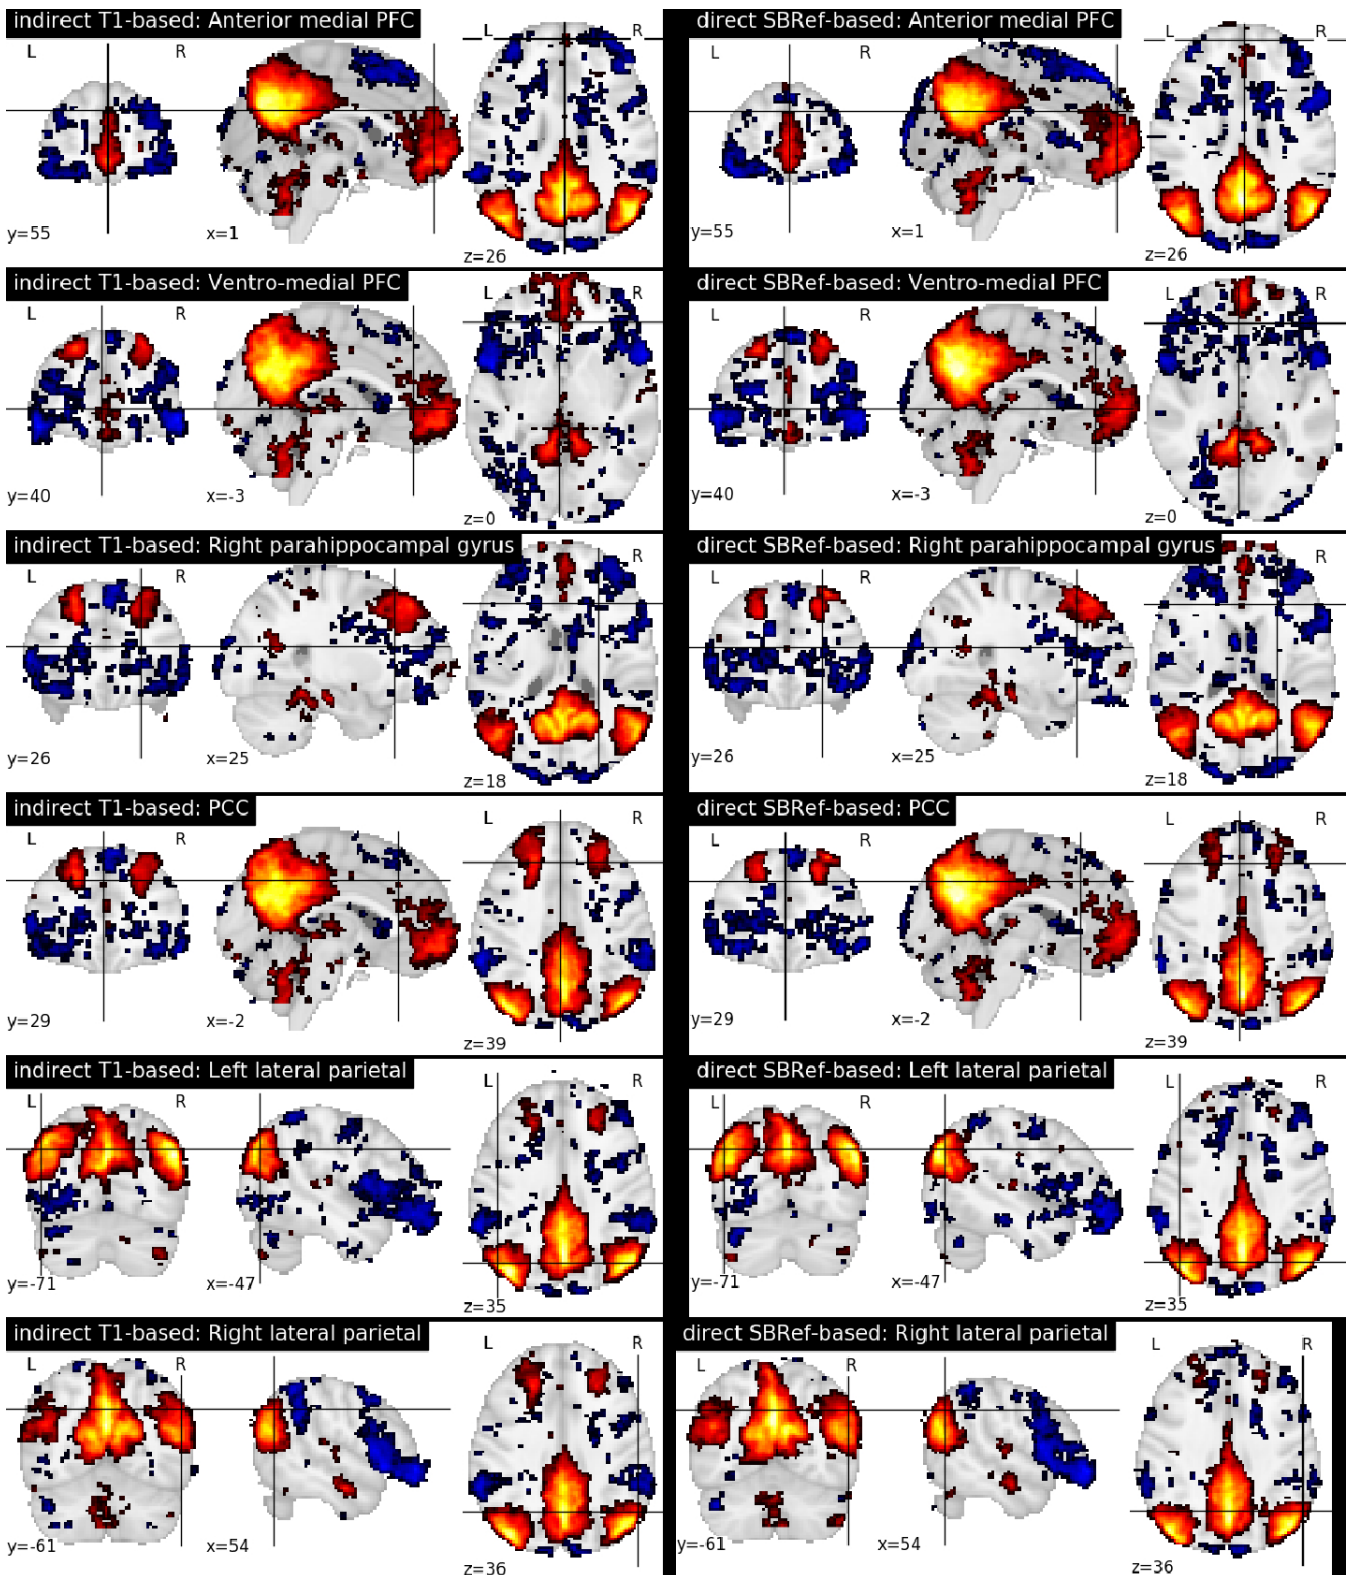 indirect T1-based: Anterior medial PFC
L R L R
y=55 x=1 z=26
direct SBRef-based: Anterior medial PFC
L R L R
y=55 x=1 z=26
indirect T1-based: Ventro-medial PFC
L R L R
y=40 x=-3 z=0
direct SBRef-based: Ventro-medial PFC
L R L R
y=40 x=-3 z=0
indirect T1-based: Right parahippocampal gyrus
L R L R
y=26 x=25 z=18
direct SBRef-based: Right parahippocampal gyrus
L R L R
y=26 x=25 z=18
indirect T1-based: PCC
L R L R
y=29 x=-2 z=39
direct SBRef-based: PCC
L R L R
y=29 x=-2 z=39
indirect T1-based: Left lateral parietal
L R L R
y=-71 x=-47 z=35
direct SBRef-based: Left lateral parietal
L R L R
y=-71 x=-47 z=35
indirect T1-based: Right lateral parietal
L R L R
y=-61 x=54 z=36
direct SBRef-based: Right lateral parietal
L R L R
y=-61 x=54 z=36